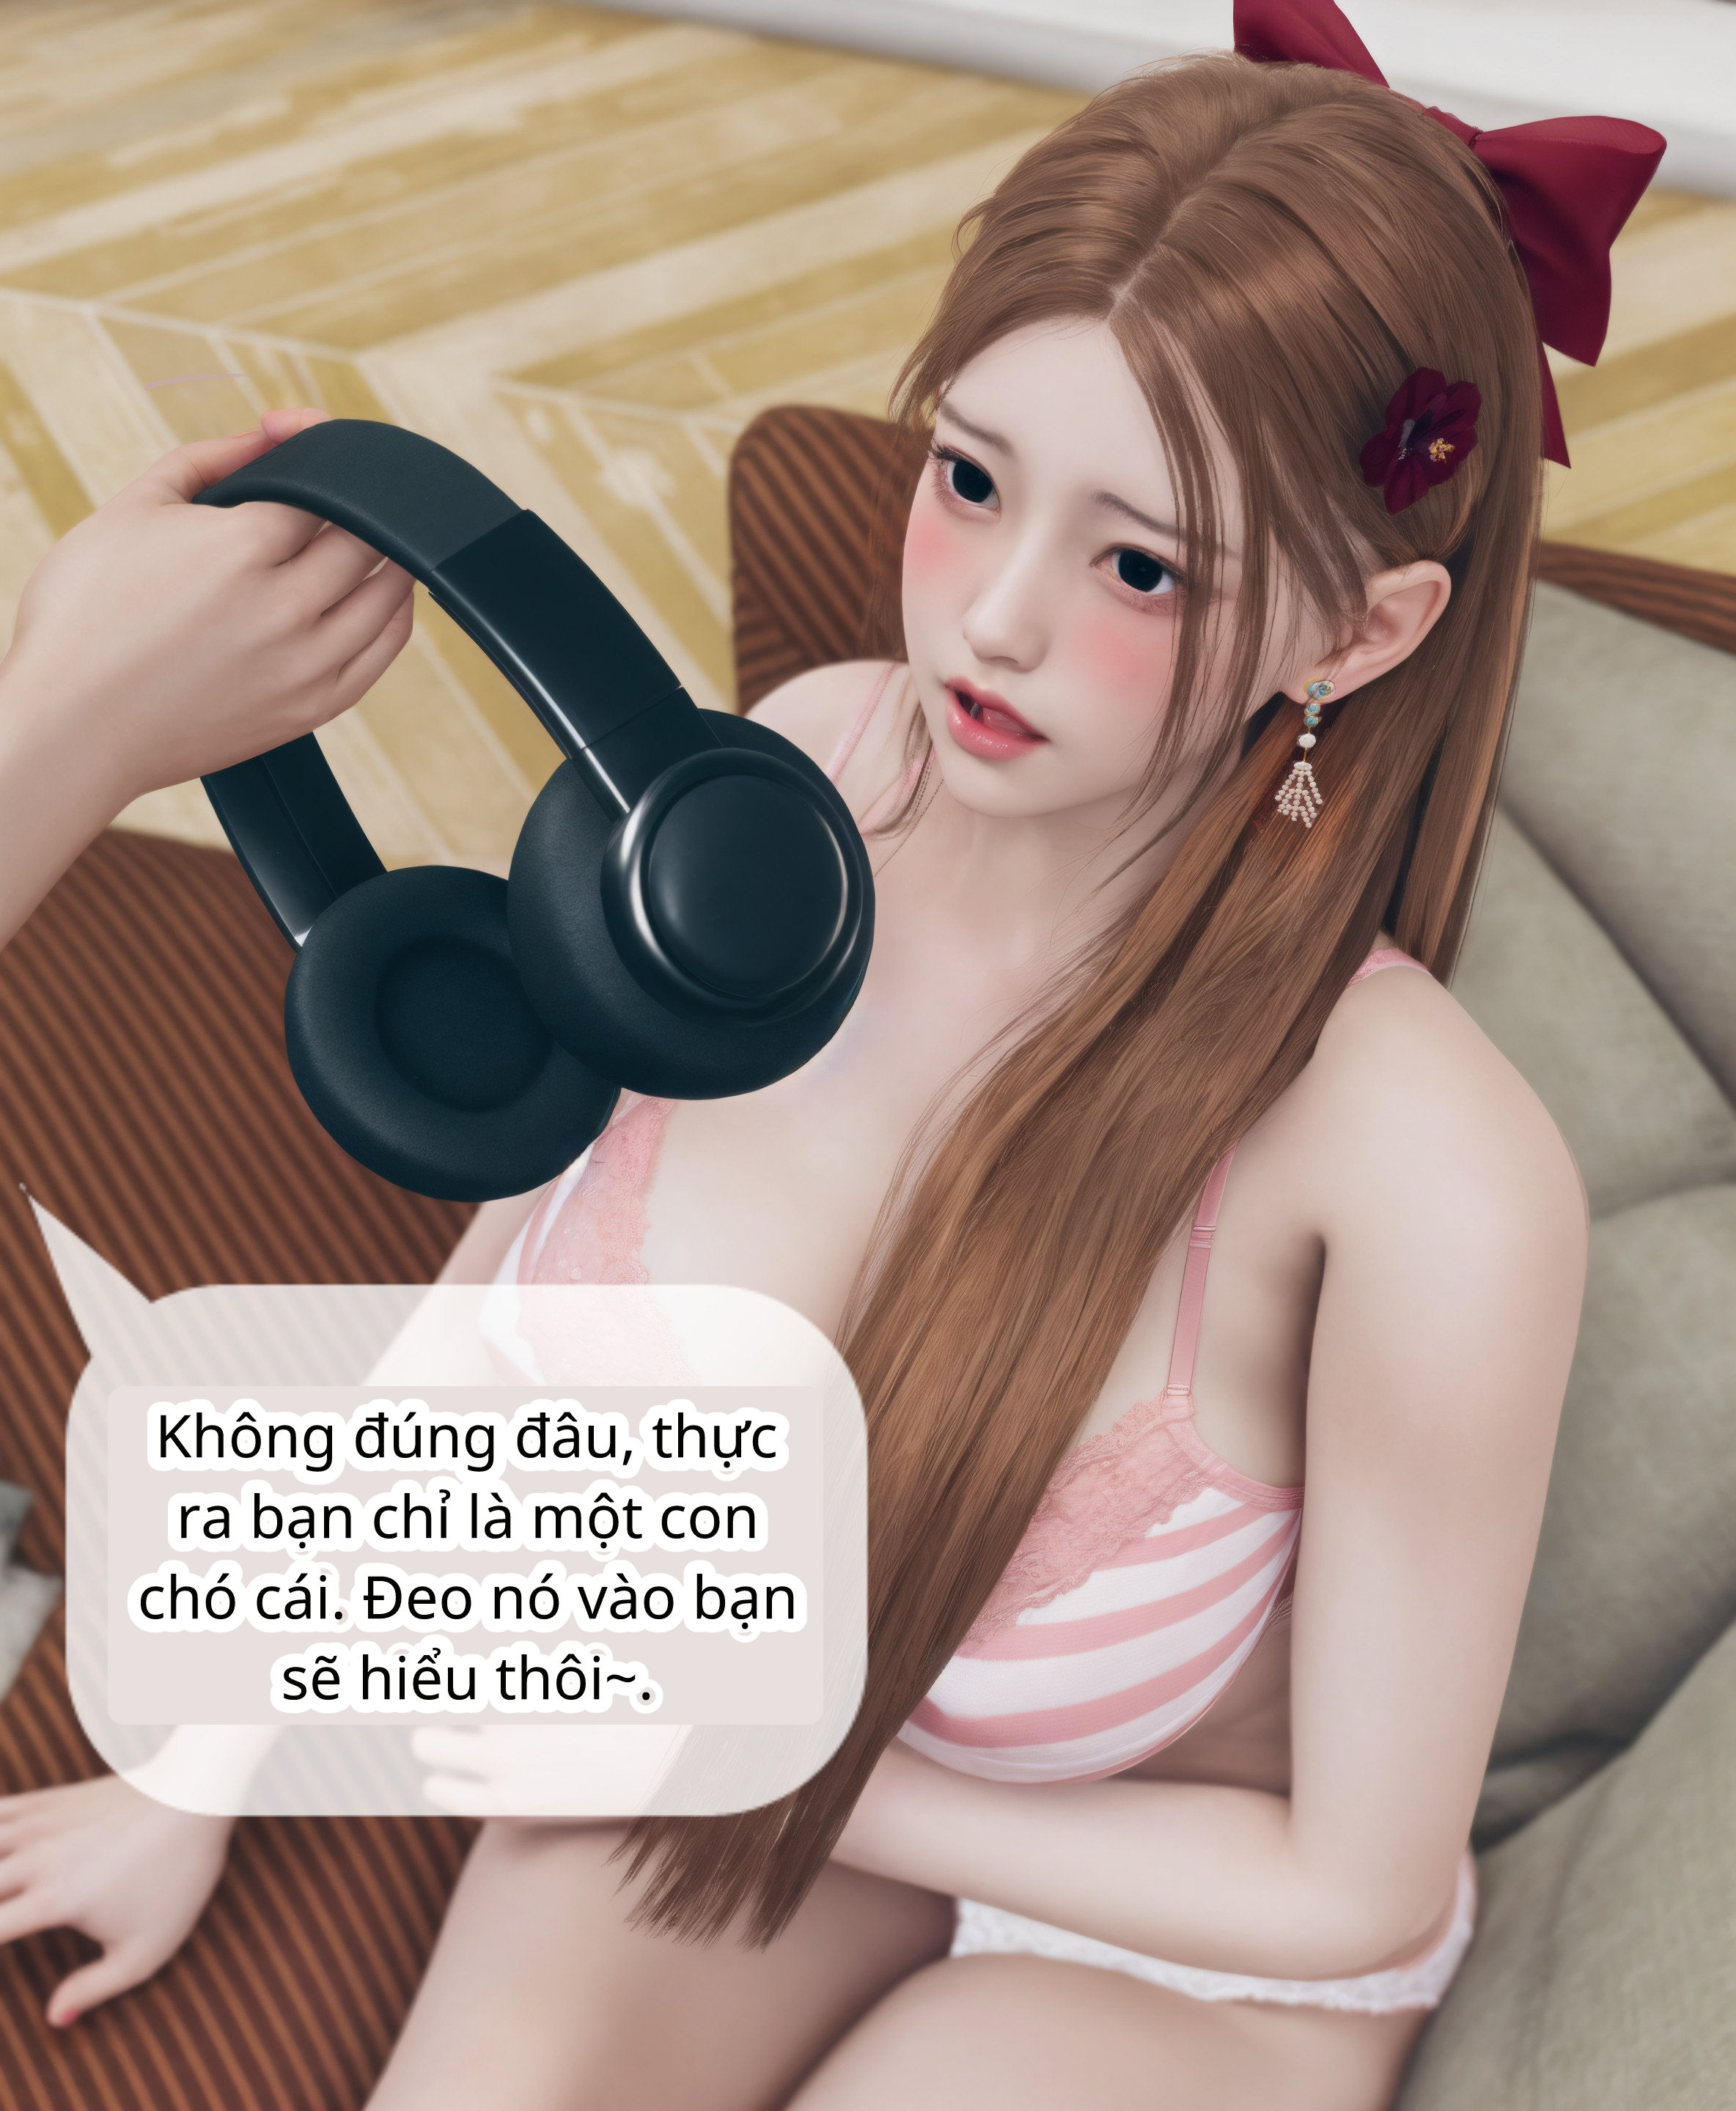 Không đúng đâu, thực
ra bạn chỉ là một con
chó cái. Đeo nó vào bạn
sẽ hiểu thôi~.